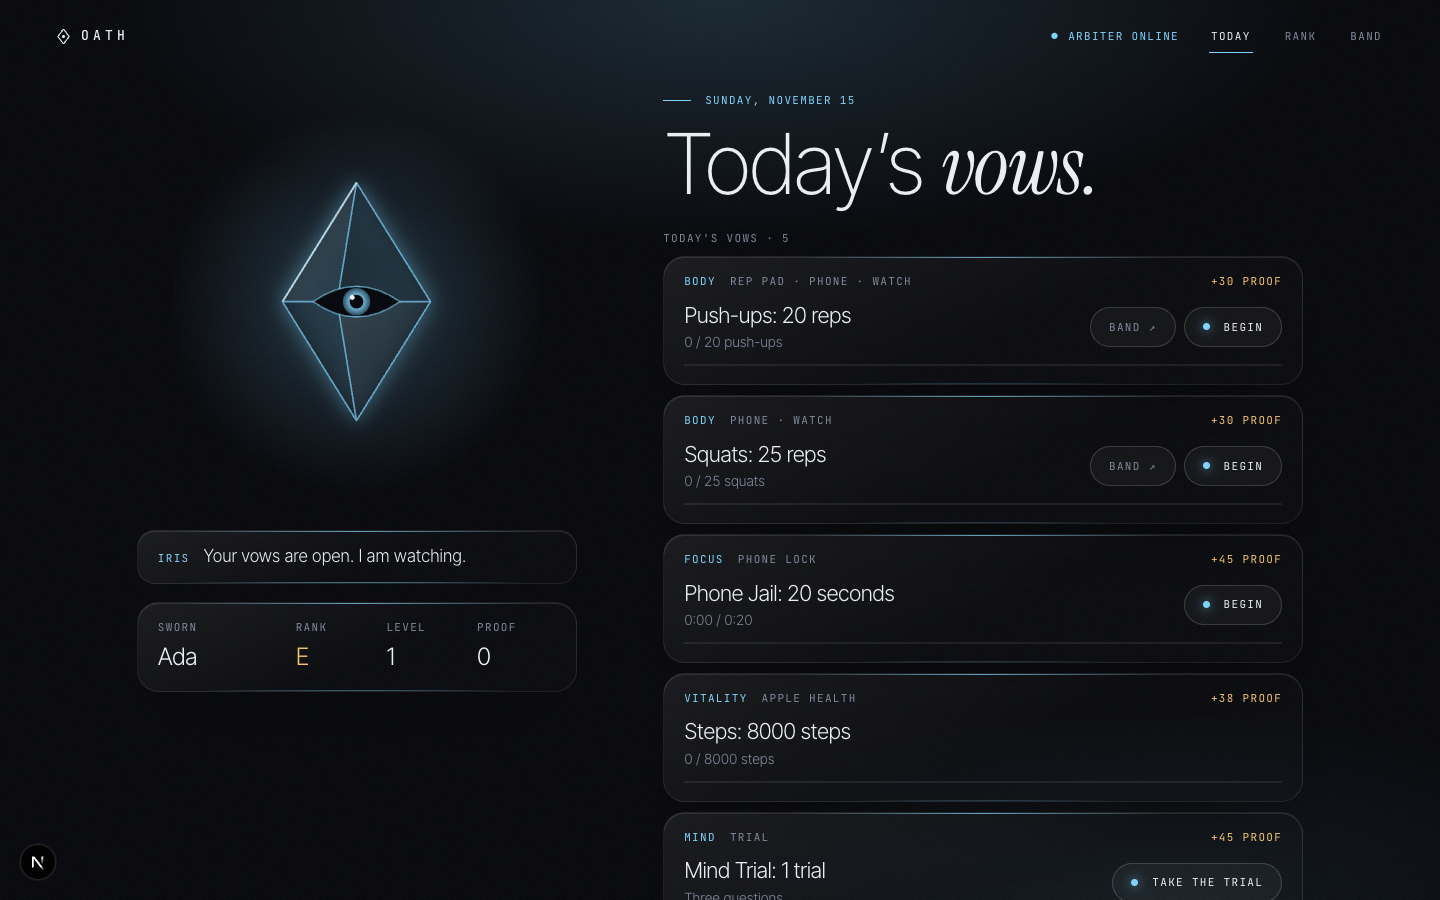 OATH
ARBITER ONLINE TODAY RANK BAND
SUNDAY, NOVEMBER 15
Today’s vows.
TODAY'S VOWS · 5
BODY REP PAD · PHONE · WATCH +30 PROOF
Push-ups: 20 reps
0 / 20 push-ups
BAND ↗ BEGIN
BODY PHONE · WATCH +30 PROOF
Squats: 25 reps
0 / 25 squats
BAND ↗ BEGIN
FOCUS PHONE LOCK +45 PROOF
Phone Jail: 20 seconds
0:00 / 0:20
BEGIN
VITALITY APPLE HEALTH +38 PROOF
Steps: 8000 steps
0 / 8000 steps
MIND TRIAL +45 PROOF
Mind Trial: 1 trial
Three questions
TAKE THE TRIAL
IRIS Your vows are open. I am watching.
SWORN RANK LEVEL PROOF
Ada E 1 0
N